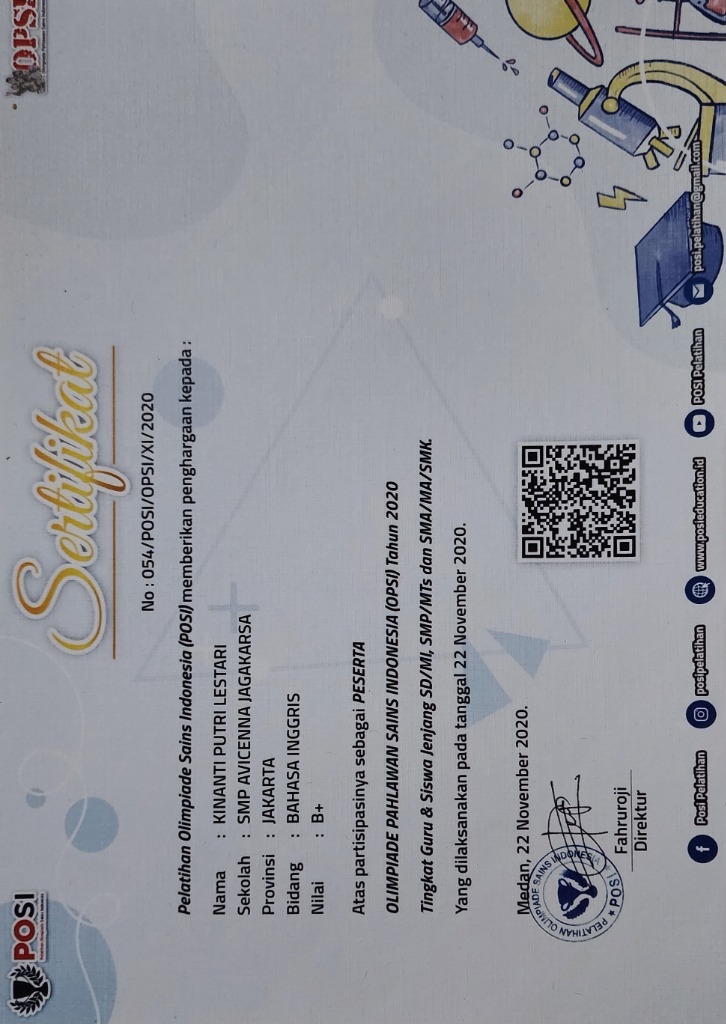 POSI
OPSI
Sertifikat
No : 054/POSI/OPSI/XI/2020
Pelatihan Olimpiade Sains Indonesia (POSI) memberikan penghargaan kepada :
Nama : KINANTI PUTRI LESTARI
Sekolah : SMP AVICENNA JAGAKARSA
Provinsi : JAKARTA
Bidang : BAHASA INGGRIS
Nilai : B+
Atas partisipasinya sebagai PESERTA
OLIMPIADE PAHLAWAN SAINS INDONESIA (OPSI) Tahun 2020
Tingkat Guru & Siswa Jenjang SD/MI, SMP/MTs dan SMA/MA/SMK.
Yang dilaksanakan pada tanggal 22 November 2020.
Medan, 22 November 2020.
PELATIHAN OLIMPIADE SAINS INDONESIA
★ POSI
Fahruroji
Direktur
Posi Pelatihan
posipelatihan
www.posieducation.id
POSI Pelatihan
posi.pelatihan@gmail.com